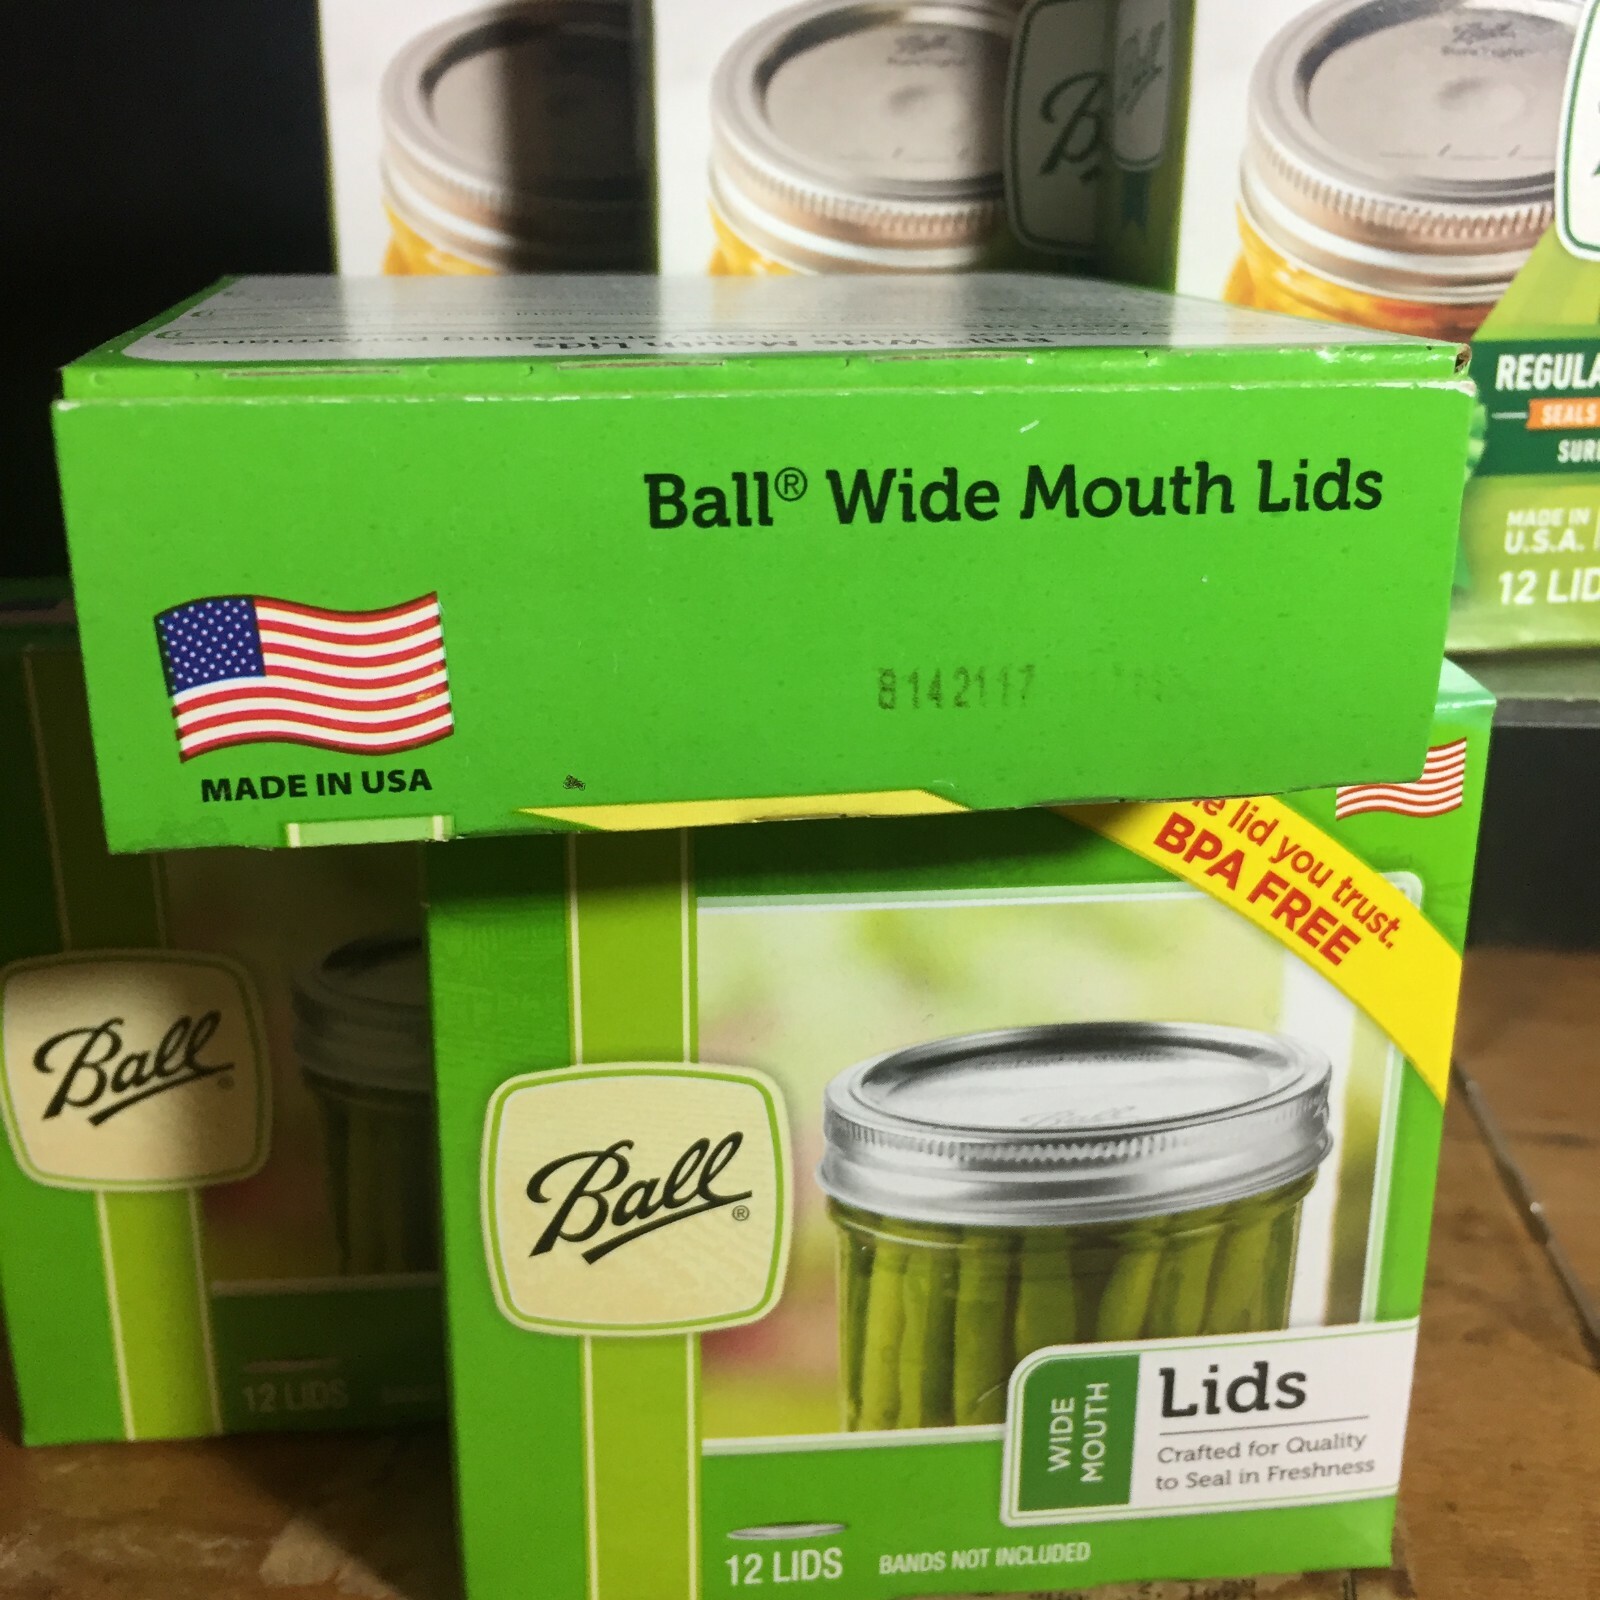 Ball
Ball® Wide Mouth Lids
MADE IN USA
8142117
REGULA
SEALS
SUR
MADE IN
U.S.A.
12 LID
lid you trust.
BPA FREE
Ball®
12 LIDS
Ball®
WIDE MOUTH
Lids
Crafted for Quality
to Seal in Freshness
12 LIDS BANDS NOT INCLUDED